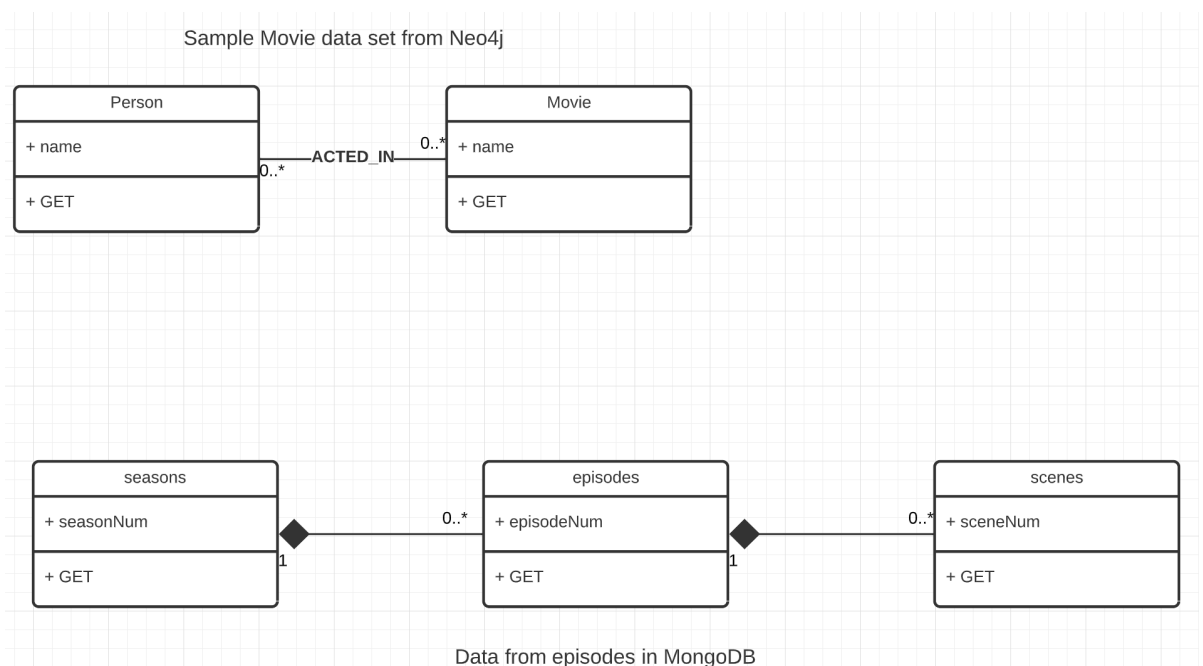 Sample Movie data set from Neo4j
Person
+ name
+ GET
0..*
ACTED_IN
0..*
Movie
+ name
+ GET
seasons
+ seasonNum
+ GET
1
0..*
episodes
+ episodeNum
+ GET
1
0..*
scenes
+ sceneNum
+ GET
Data from episodes in MongoDB